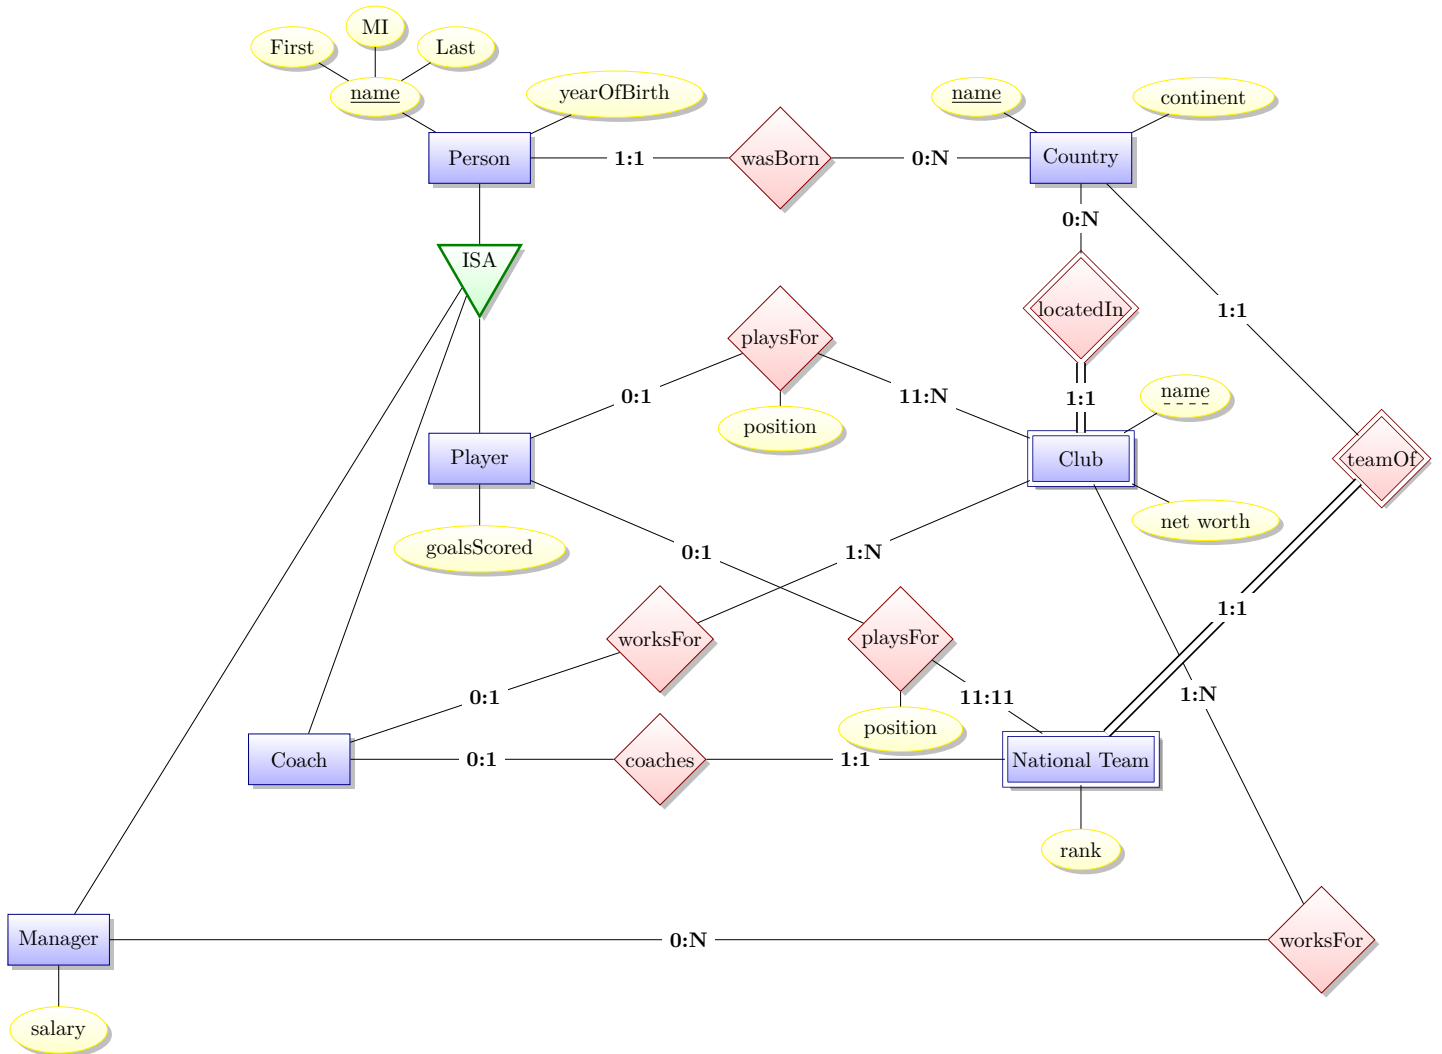 MI
First
Last
name
yearOfBirth
name
continent
Person
1:1
wasBorn
0:N
Country
0:N
ISA
locatedIn
1:1
playsFor
0:1
11:N
1:1
name
position
Player
Club
teamOf
net worth
goalsScored
0:1
1:N
1:1
worksFor
playsFor
0:1
11:11
1:N
position
Coach
0:1
coaches
1:1
National Team
rank
Manager
0:N
worksFor
salary